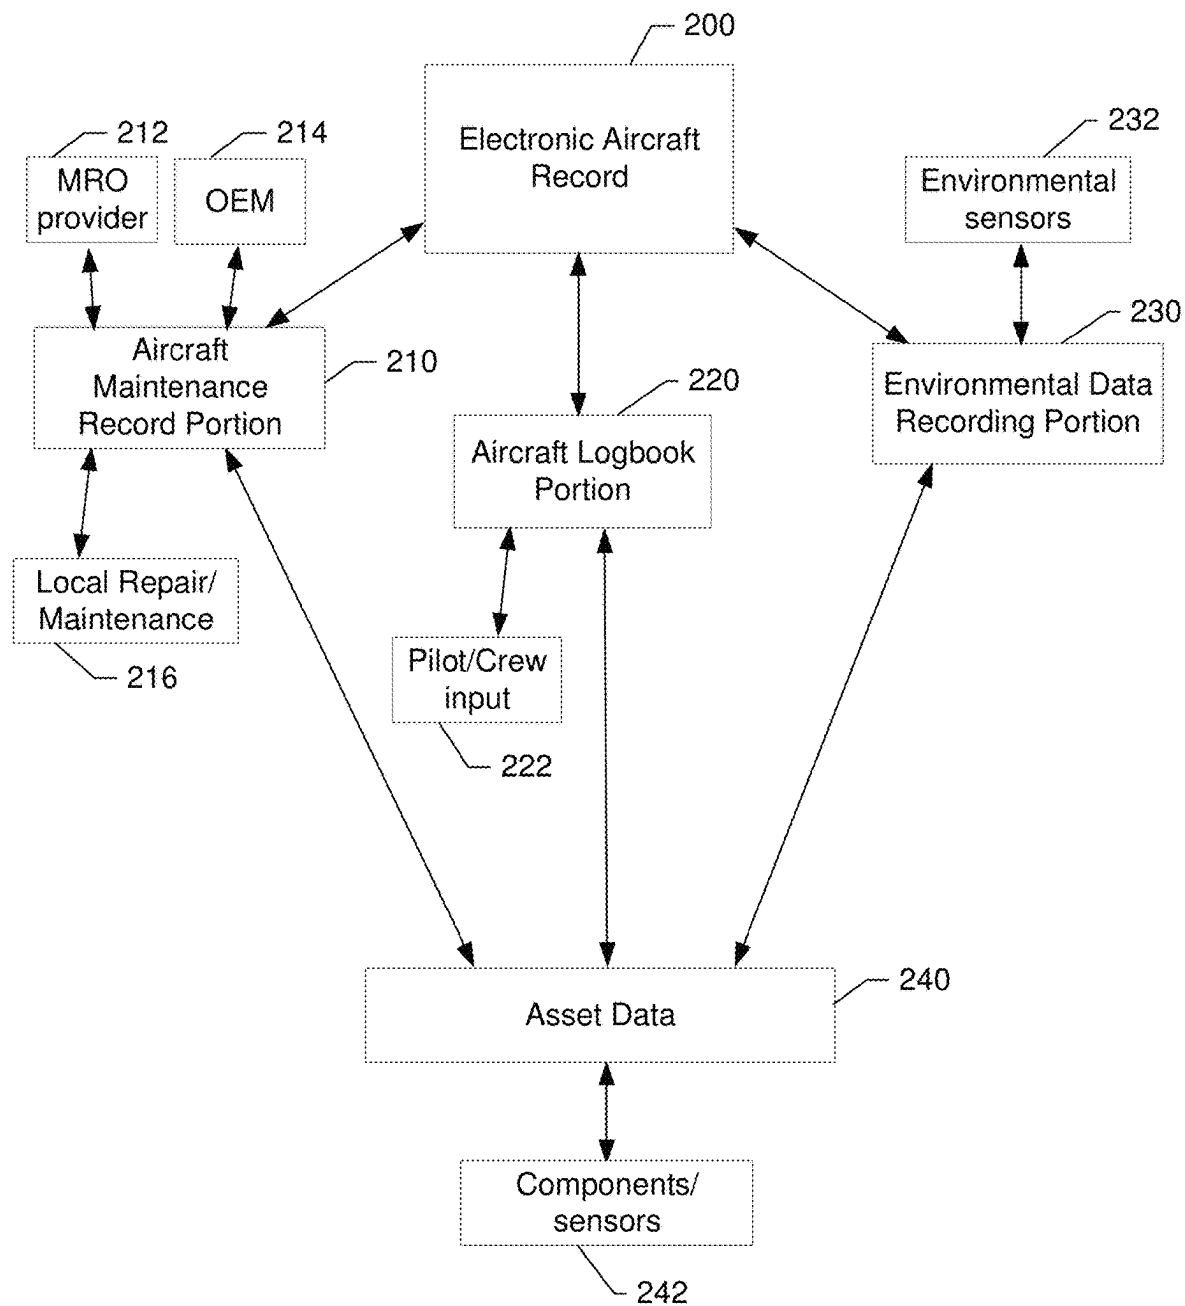 200
Electronic Aircraft
Record
212
MRO
provider
214
OEM
232
Environmental
sensors
230
Environmental Data
Recording Portion
Aircraft
Maintenance
Record Portion
210
220
Aircraft Logbook
Portion
Local Repair/
Maintenance
216
Pilot/Crew
input
222
240
Asset Data
Components/
sensors
242